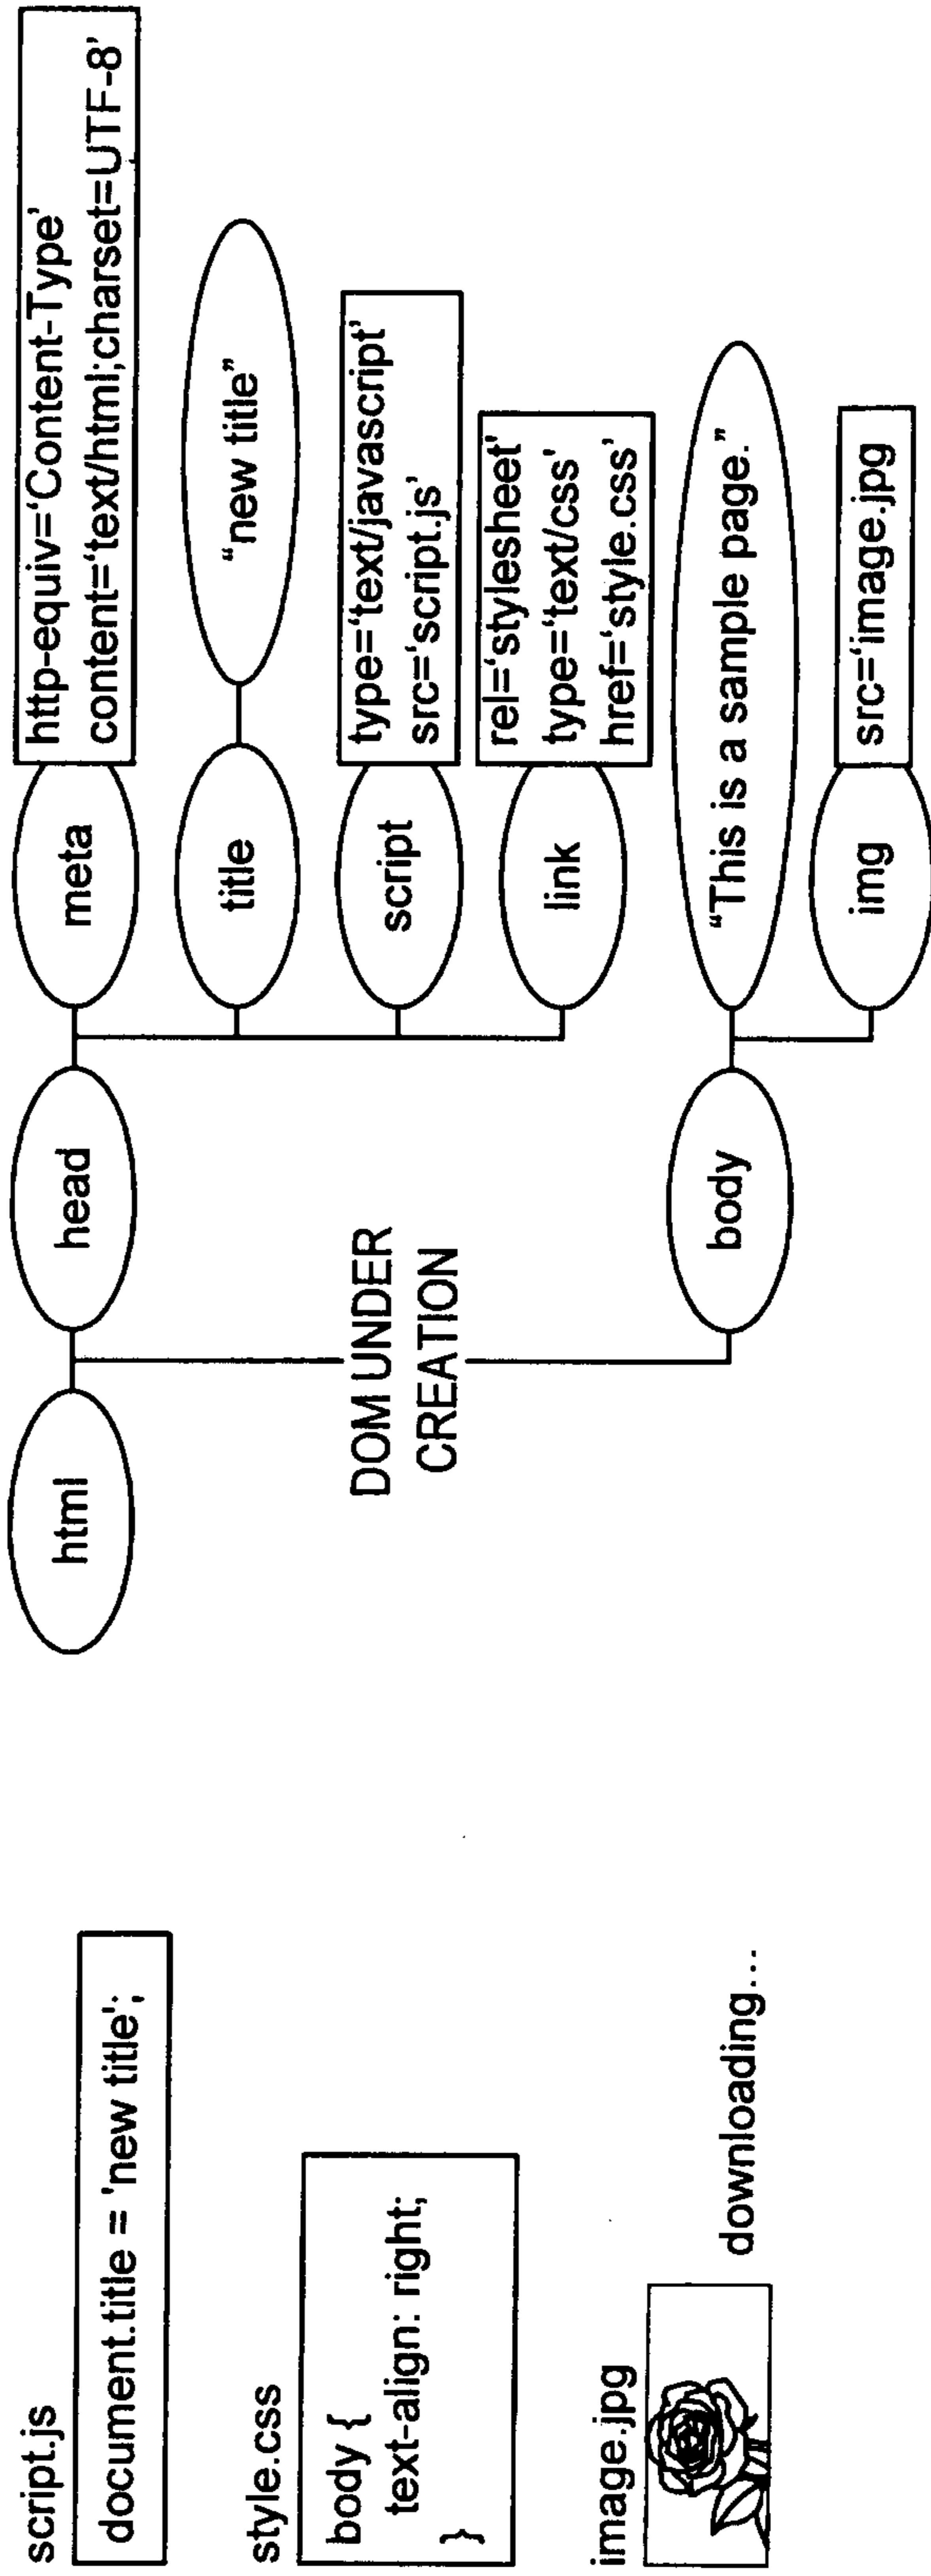 script.js
document.title = 'new title';
style.css
body {
text-align: right;
}
image.jpg
downloading...
html
DOM UNDER
CREATION
head
meta
http-equiv=‘Content-Type’
content=‘text/html;charset=UTF-8’
title
“new title”
script
type=‘text/javascript’
src=‘script.js’
link
rel=‘stylesheet’
type=‘text/css’
href=‘style.css’
body
“This is a sample page.”
img
src=‘image.jpg